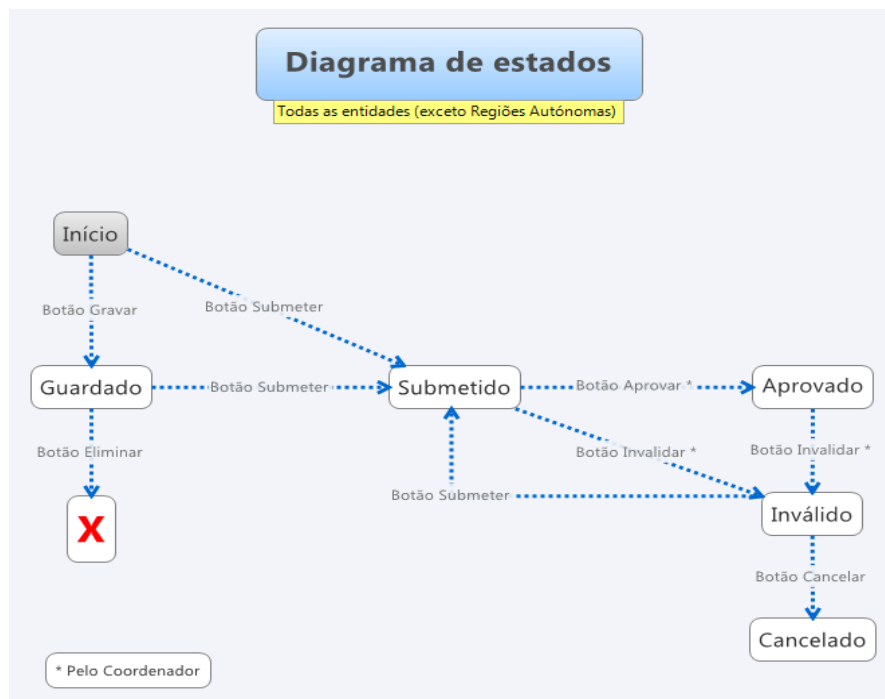 Diagrama de estados
Todas as entidades (exceto Regiões Autónomas)
Início
Botão Gravar
Botão Submeter
Guardado
Botão Submeter
Submetido
Botão Aprovar *
Aprovado
Botão Eliminar
Botão Invalidar *
Botão Invalidar *
Botão Submeter
X
Inválido
Botão Cancelar
Cancelado
* Pelo Coordenador